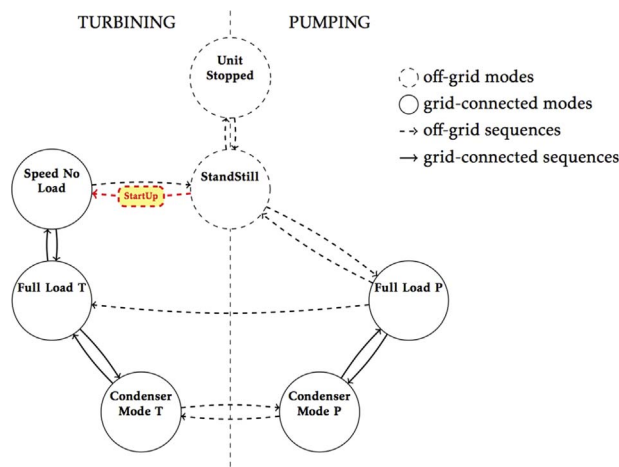 TURBINING
PUMPING
Unit
Stopped
off-grid modes
grid-connected modes
off-grid sequences
grid-connected sequences
Speed No
Load
StartUp
StandStill
Full Load T
Full Load P
Condenser
Mode T
Condenser
Mode P